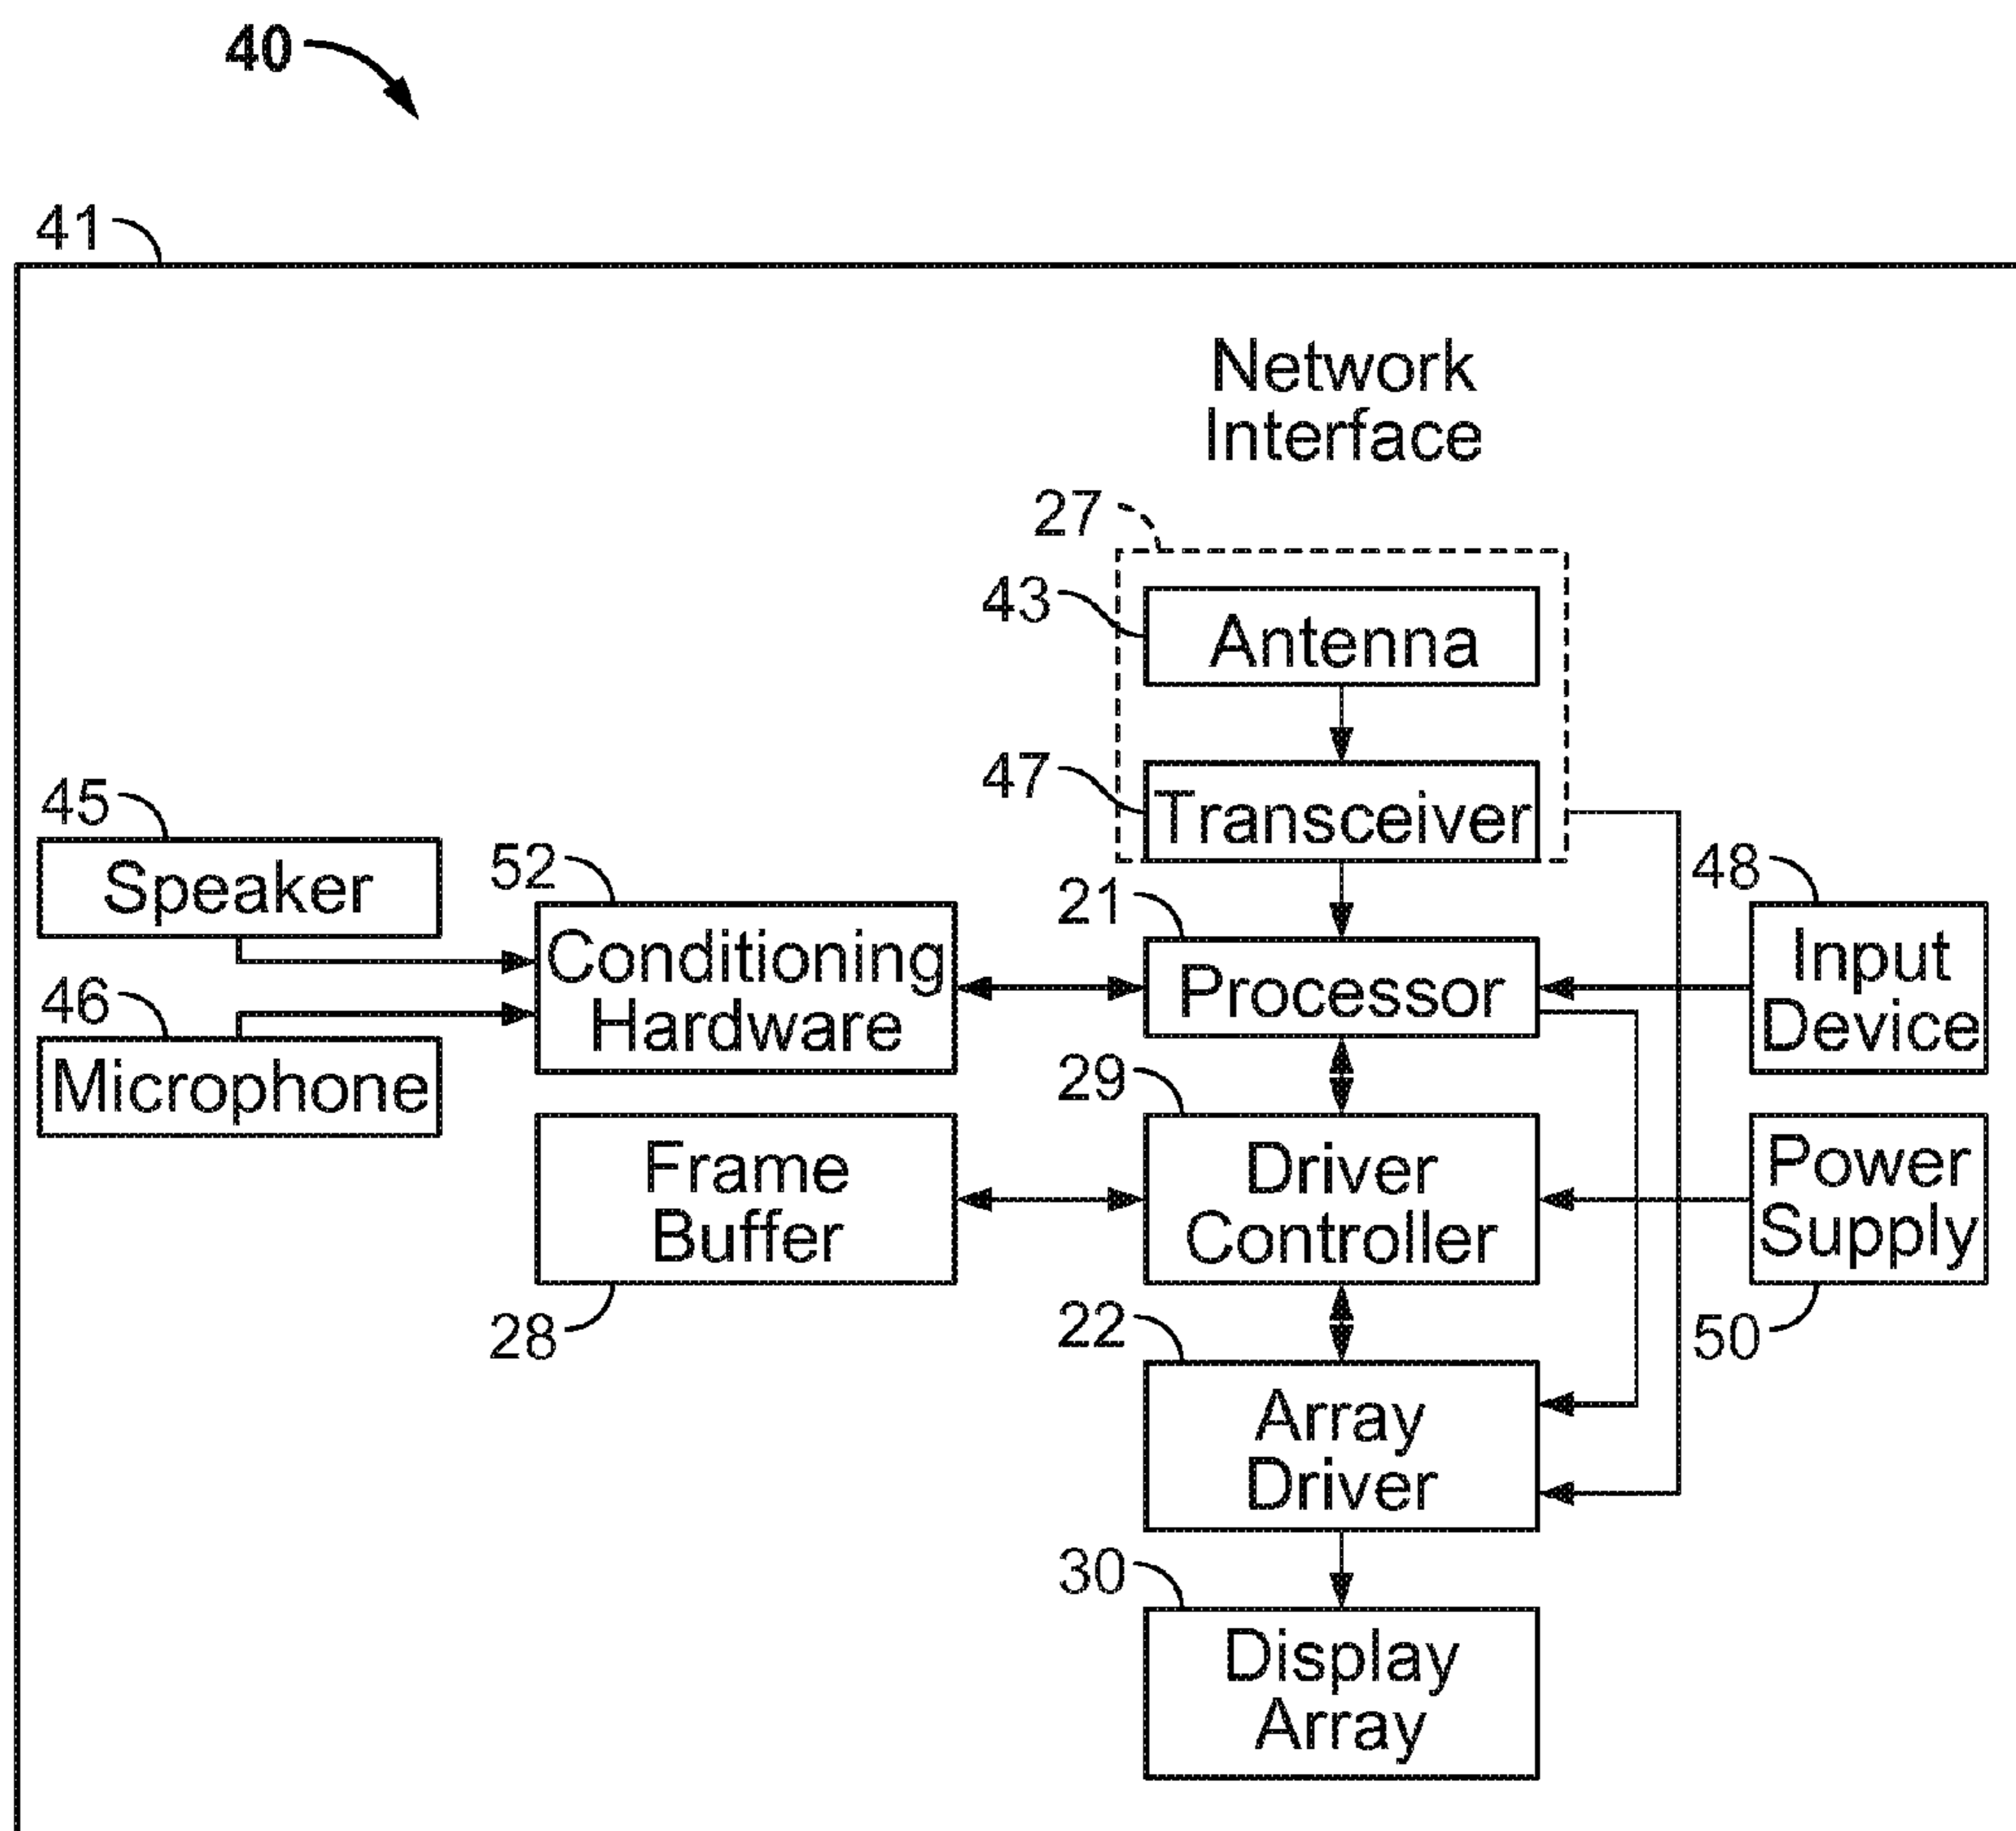 40
41
Network
Interface
27
43
Antenna
47
Transceiver
45
Speaker
52
Conditioning
Hardware
21
Processor
48
Input
Device
46
Microphone
29
Frame
Buffer
28
Driver
Controller
Power
Supply
50
22
Array
Driver
30
Display
Array